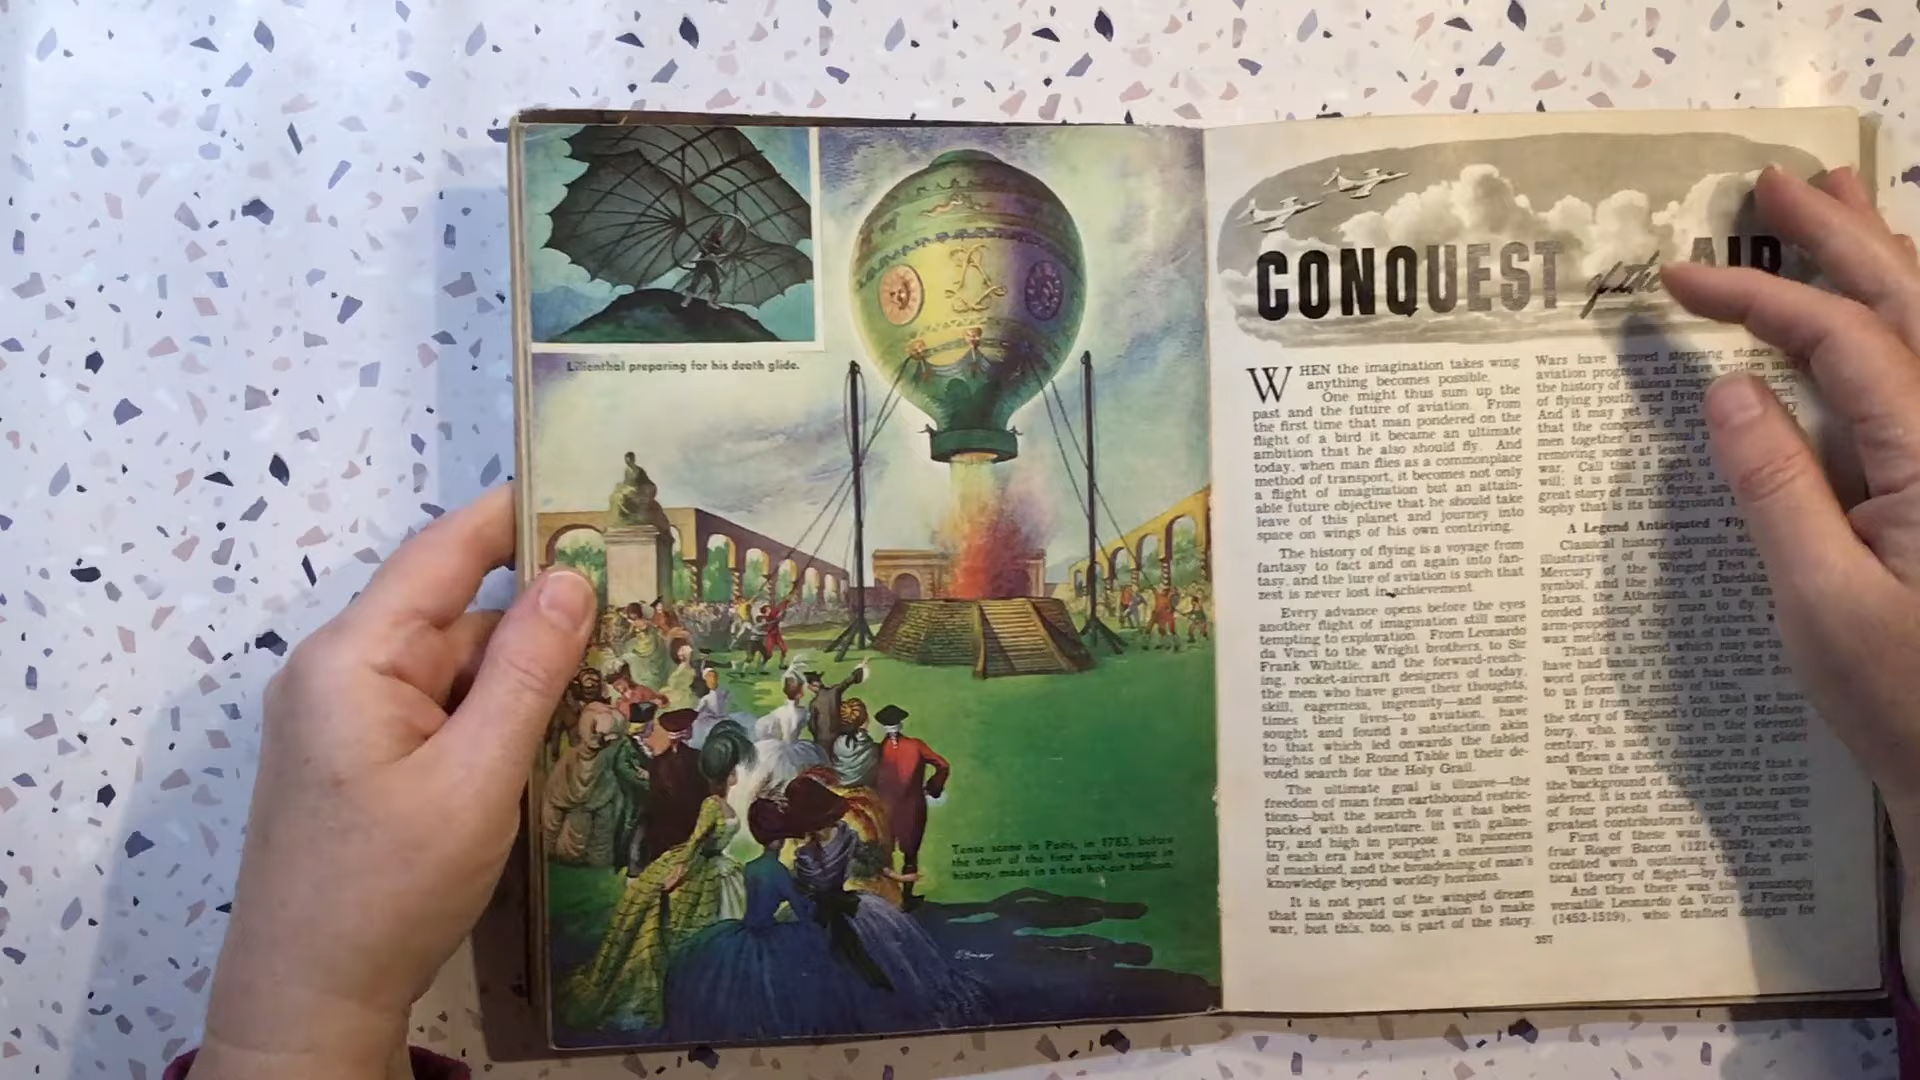 Lilienthal preparing for his death glide.
Tense scene in Paris, in 1783, before
the start of the first aerial voyage in
history, made in a free hot-air balloon.
CONQUEST of the AIR
WHEN the imagination takes wing
anything becomes possible.
One might thus sum up the
past and the future of aviation. From
the first time that man pondered on the
flight of a bird it became an ultimate
ambition that he also should fly. And
today, when man flies as a commonplace
method of transport, it becomes not only
a flight of imagination but an attain-
able future objective that he should take
leave of this planet and journey into
space on wings of his own contriving.
The history of flying is a voyage from
fantasy to fact and on again into fan-
tasy, and the lure of aviation is such that
zest is never lost in achievement.
Every advance opens before the eyes
another flight of imagination still more
tempting to exploration. From Leonardo
da Vinci to the Wright brothers, to Sir
Frank Whittle, and the forward-reach-
ing, rocket-aircraft designers of today,
the men who have given their thoughts,
skill, eagerness, ingenuity—and some-
times their lives—to aviation, have
sought and found a satisfaction akin
to that which led onwards the fabled
knights of the Round Table in their de-
voted search for the Holy Grail.
The ultimate goal is illusive—the
freedom of man from earthbound restric-
tions—but the search for it has been
packed with adventure, lit with gallan-
try, and high in purpose. Its pioneers
in each era have sought a communion
of mankind, and the broadening of man's
knowledge beyond worldly horizons.
It is not part of the winged dream
that man should use aviation to make
war, but this, too, is part of the story.
Wars have proved stepping stones
aviation progress and have written into
the history of nations
of flying youth and flying
And it may yet be part
that the conquest of
men together in mutual
removing some at least of
war. Call that a flight of
will; it is still, properly, a
great story of man's flying, and
sophy that is its background
A Legend Anticipated "Fly
Classical history abounds
illustrative of winged striving.
Mercury of the Winged Feet
symbol, and the story of Daedalus
Icarus, the Athenians, as the
corded attempt by man to fly,
arm-propelled wings of feathers,
wax melted in the heat of the sun
That is a legend which may
have had basis in fact, so striking is
word picture of it that has come
to us from the mists of time.
It is from legend, too, that we have
the story of England's Oliver of Malmes-
bury, who, some time in the eleventh
century, is said to have built a glider
and flown a short distance in it.
When the underlying striving that is
the background of flight endeavor is con-
sidered, it is not strange that the names
of four priests stand out among the
greatest contributors to early research.
First of these was the Franciscan
friar Roger Bacon (1214-1292), who is
credited with outlining the first prac-
tical theory of flight—by balloon.
And then there was the amazingly
versatile Leonardo da Vinci of Florence
(1452-1519), who drafted designs for
357